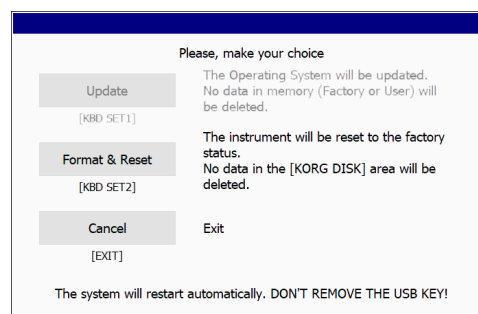 Please, make your choice
Update
[KBD SET1]
The Operating System will be updated.
No data in memory (Factory or User) will
be deleted.
Format & Reset
[KBD SET2]
The instrument will be reset to the factory
status.
No data in the [KORG DISK] area will be
deleted.
Cancel
[EXIT]
Exit
The system will restart automatically. DON'T REMOVE THE USB KEY!